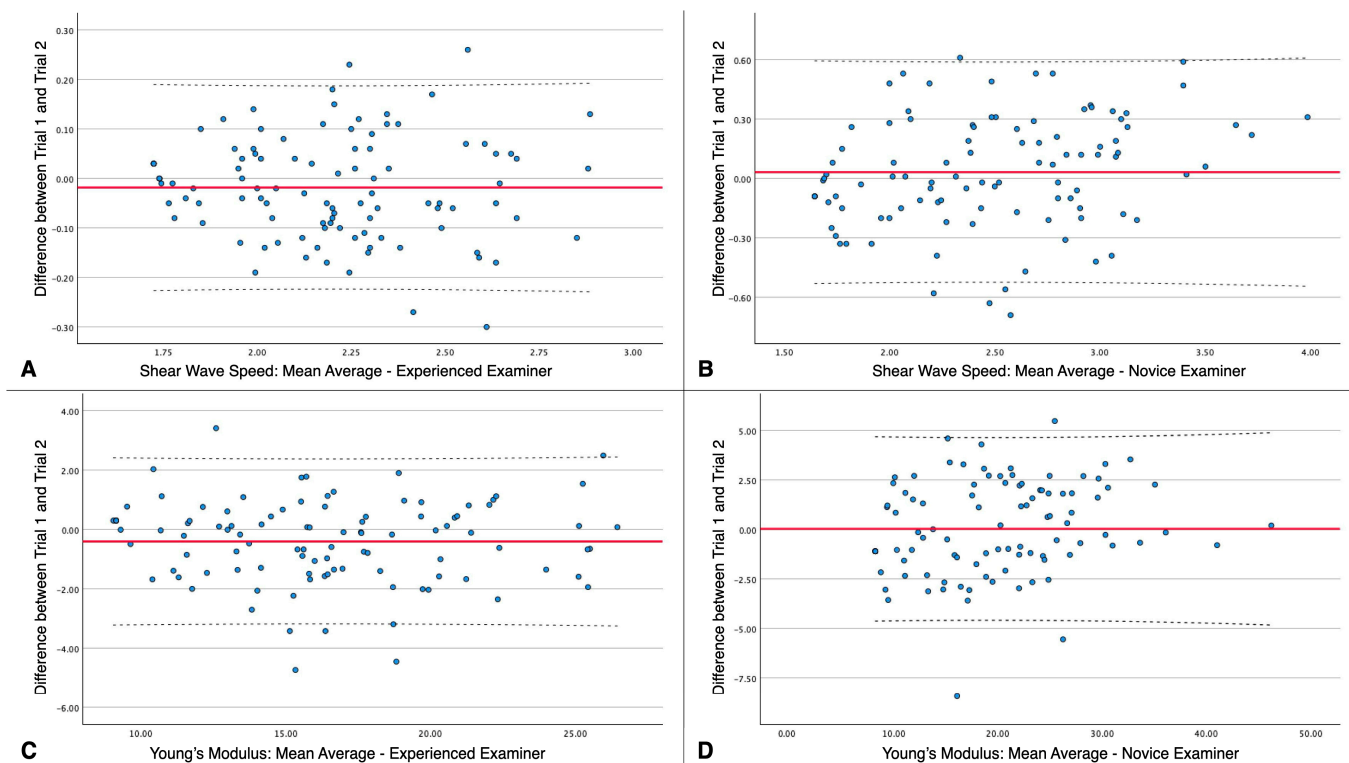 Difference between Trial 1 and Trial 2
0.30
0.20
0.10
0.00
−0.10
−0.20
−0.30
1.75 2.00 2.25 2.50 2.75 3.00
A
Shear Wave Speed: Mean Average - Experienced Examiner
Difference between Trial 1 and Trial 2
0.60
0.30
0.00
−0.30
−0.60
1.50 2.00 2.50 3.00 3.50 4.00
B
Shear Wave Speed: Mean Average - Novice Examiner
Difference between Trial 1 and Trial 2
4.00
2.00
0.00
−2.00
−4.00
−6.00
10.00 15.00 20.00 25.00
C
Young's Modulus: Mean Average - Experienced Examiner
Difference between Trial 1 and Trial 2
5.00
2.50
0.00
−2.50
−5.00
−7.50
0.00 10.00 20.00 30.00 40.00 50.00
D
Young's Modulus: Mean Average - Novice Examiner